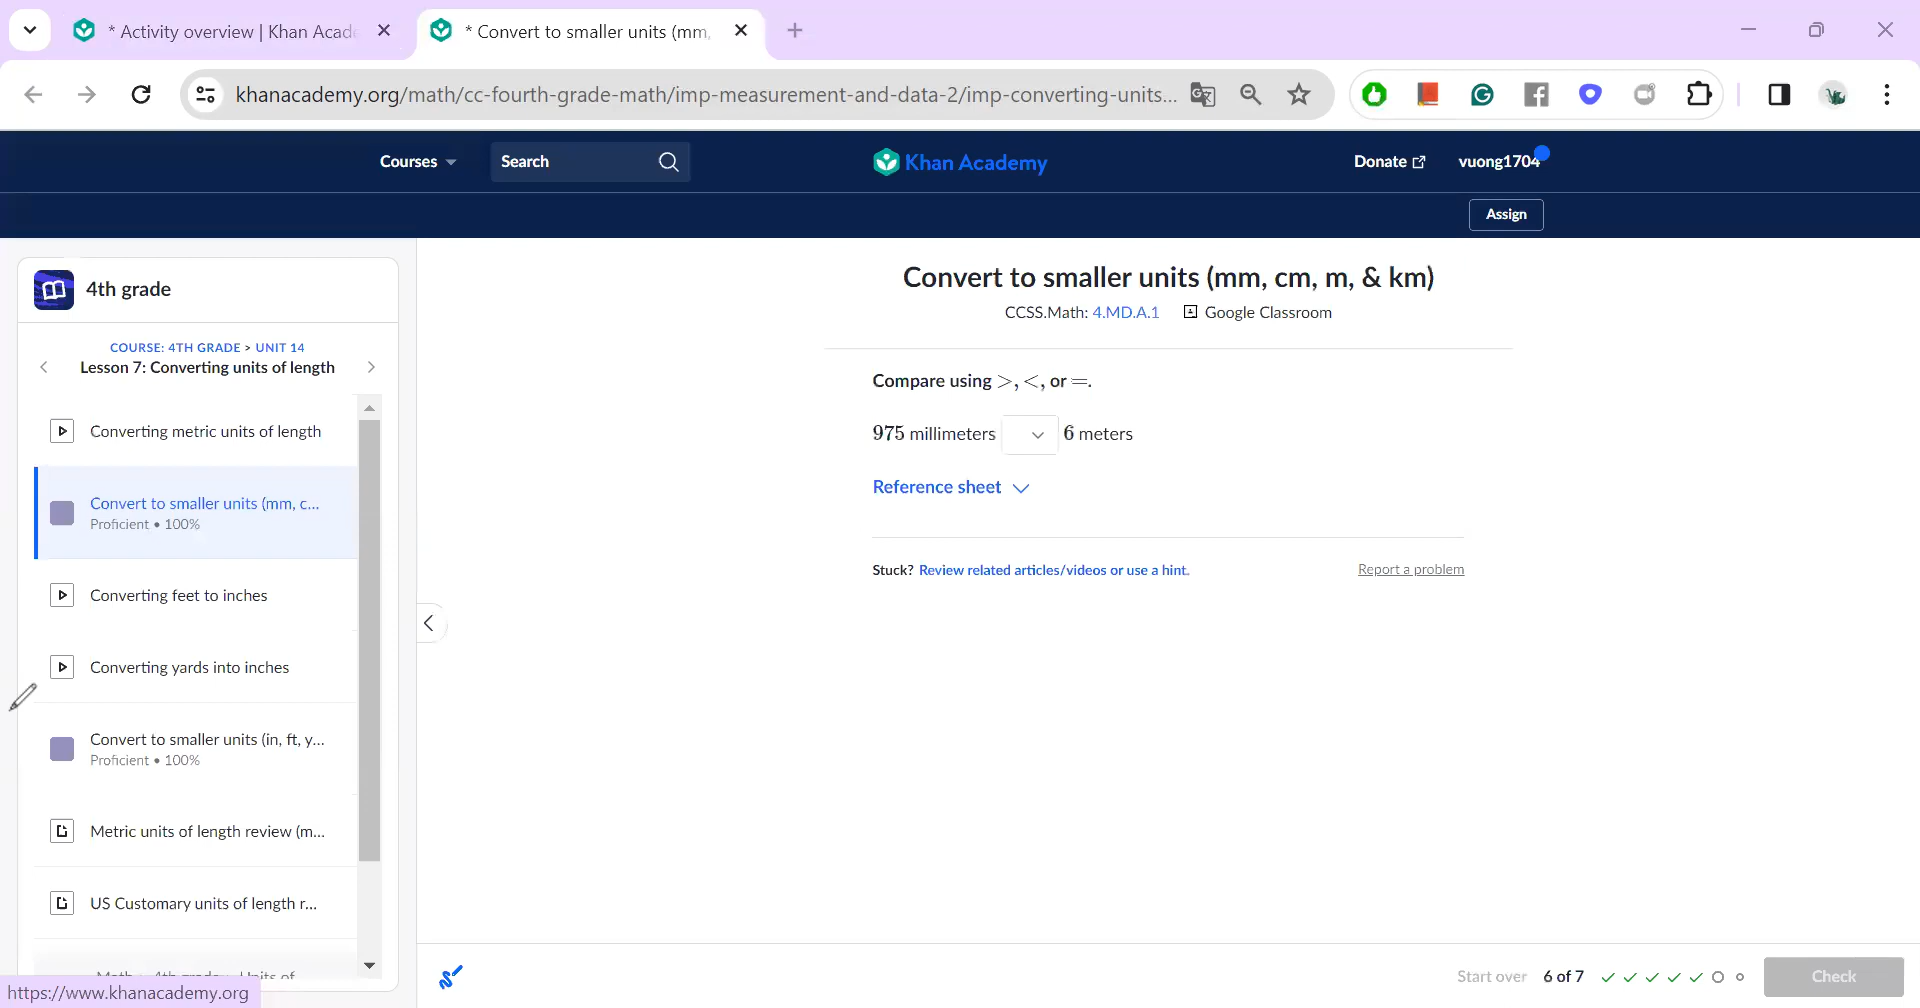 * Activity overview | Khan Acade
* Convert to smaller units (mm,
khanacademy.org/math/cc-fourth-grade-math/imp-measurement-and-data-2/imp-converting-units...
Courses
Search
Khan Academy
Donate
vuong1704
Assign
4th grade
COURSE: 4TH GRADE > UNIT 14
Lesson 7: Converting units of length
Converting metric units of length
Convert to smaller units (mm, c...
Proficient • 100%
Converting feet to inches
Converting yards into inches
Convert to smaller units (in, ft, y...
Proficient • 100%
Metric units of length review (m...
US Customary units of length r...
https://www.khanacademy.org
Convert to smaller units (mm, cm, m, & km)
CCSS.Math: 4.MD.A.1 Google Classroom
Compare using >, <, or =.
975 millimeters 6 meters
Reference sheet
Stuck? Review related articles/videos or use a hint.
Report a problem
Start over 6 of 7 Check